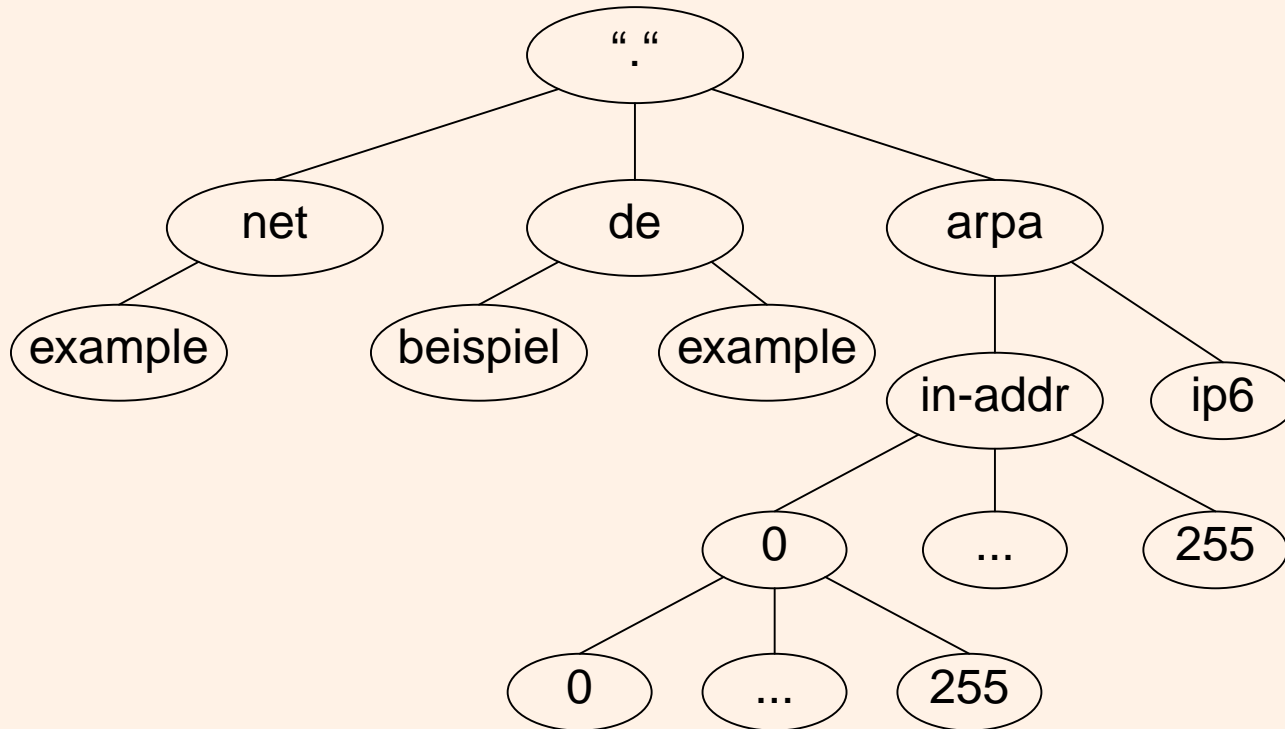 “.“
net de arpa
example beispiel example
in-addr ip6
0 ... 255
0 ... 255